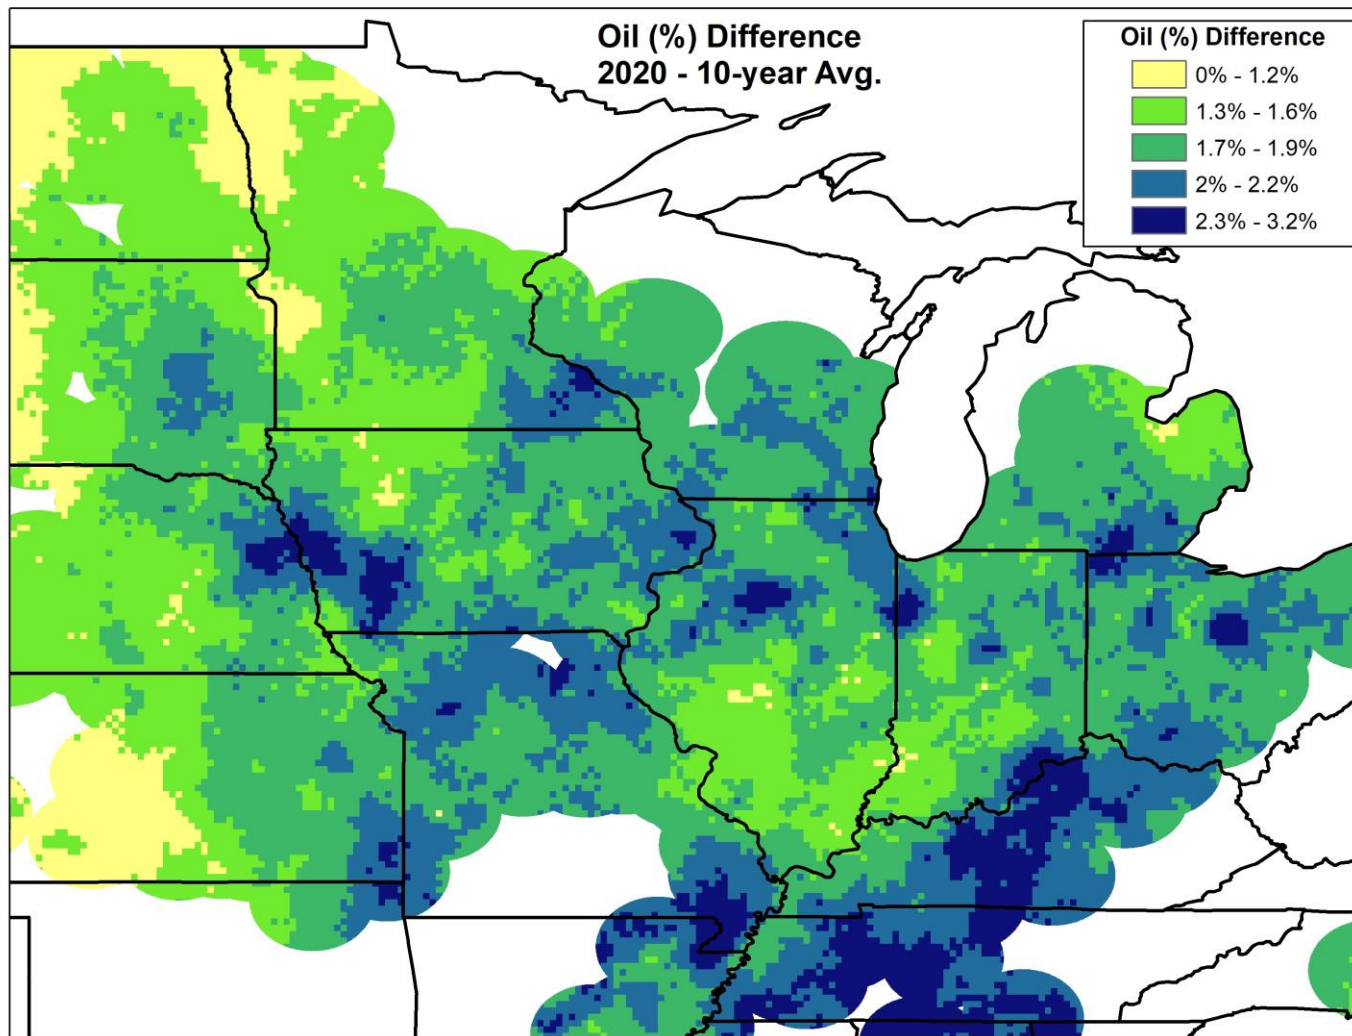 Oil (%) Difference
2020 - 10-year Avg.
Oil (%) Difference
0% - 1.2%
1.3% - 1.6%
1.7% - 1.9%
2% - 2.2%
2.3% - 3.2%